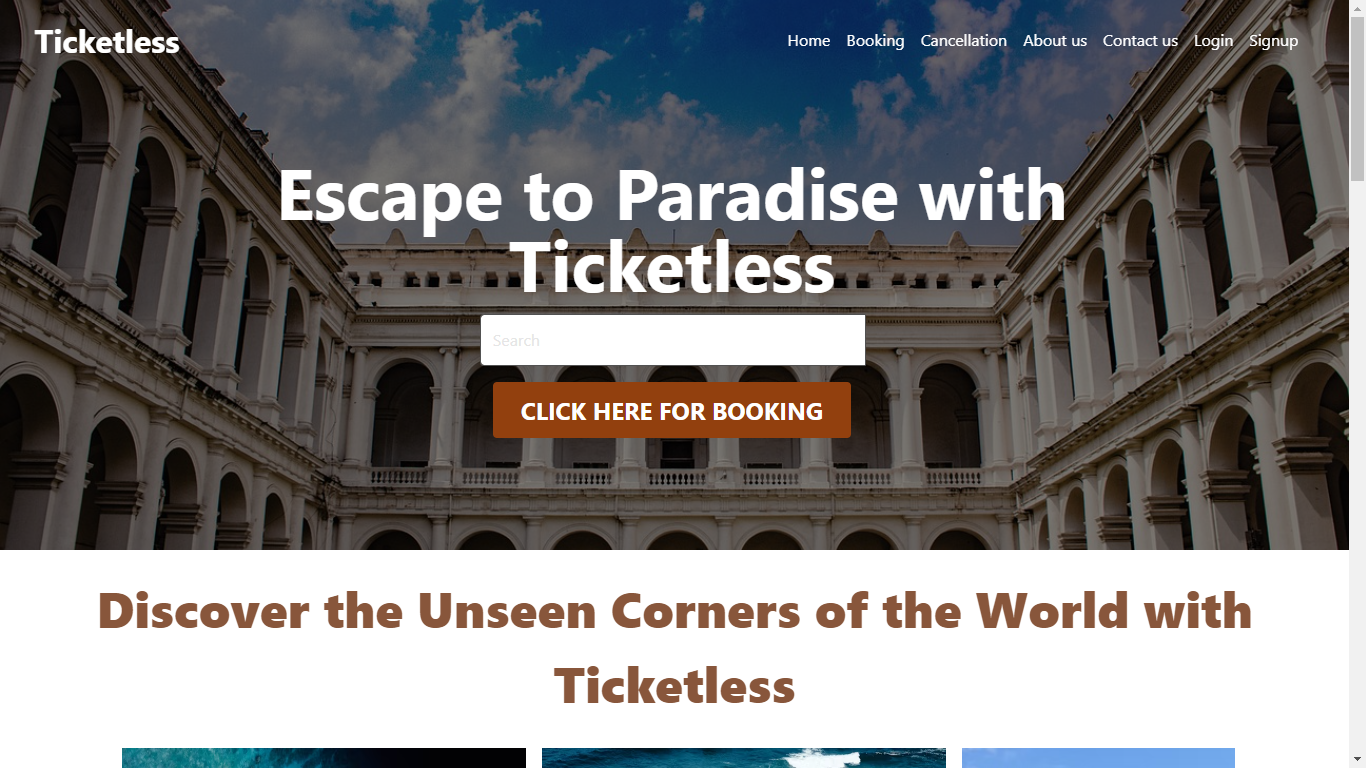 Ticketless
Home Booking Cancellation About us Contact us Login Signup
Escape to Paradise with
Ticketless
Search
CLICK HERE FOR BOOKING
Discover the Unseen Corners of the World with
Ticketless